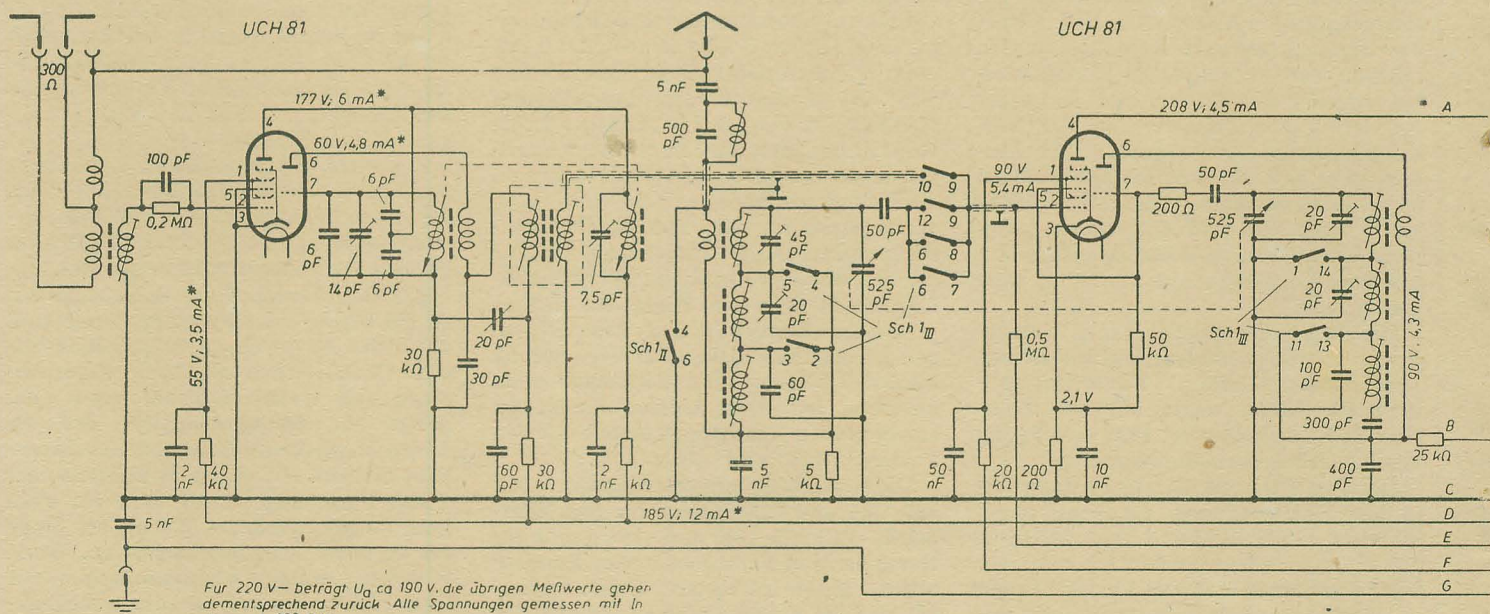 UCH 81
UCH 81
300
Ω
177 V; 6 mA*
5 nF
208 V; 4,5 mA
A
4
60 V, 4,8 mA*
6
500
pF
4
6
100 pF
1
5
2
3
7
6 pF
90 V
5,4 mA
1
5
2
3
7
50 pF
0,2 MΩ
10
9
12
9
6
8
6
7
200 Ω
525
pF
20
pF
6
pF
14 pF
6 pF
7,5 pF
45
pF
50 pF
525
pF
5
4
1
14
20
pF
20
pF
20 pF
Sch 1 II
4
6
3
2
Sch 1 III
0,5
MΩ
50
kΩ
Sch 1 III
11
13
55 V; 3,5 mA*
30
kΩ
30 pF
60
pF
2,1 V
100
pF
90 V, 4,3 mA
300 pF
B
2
nF
40
kΩ
60
pF
30
kΩ
2
nF
1
kΩ
5
nF
5
kΩ
50
nF
20
kΩ
200
Ω
10
nF
400
pF
25 kΩ
C
5 nF
185 V; 12 mA*
D
E
F
G
Fur 220 V– beträgt Ua ca 190 V. die übrigen Meßwerte gehen
dementsprechend zurück Alle Spannungen gemessen mit In